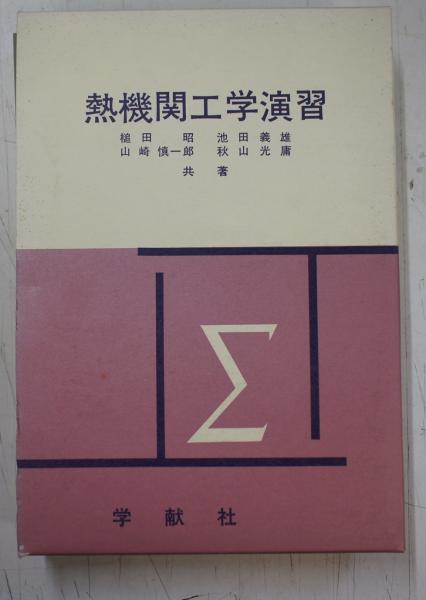 熱機関工学演習
槌田 昭 池田義雄
山崎慎一郎 秋山光庸
共著
Σ
学献社